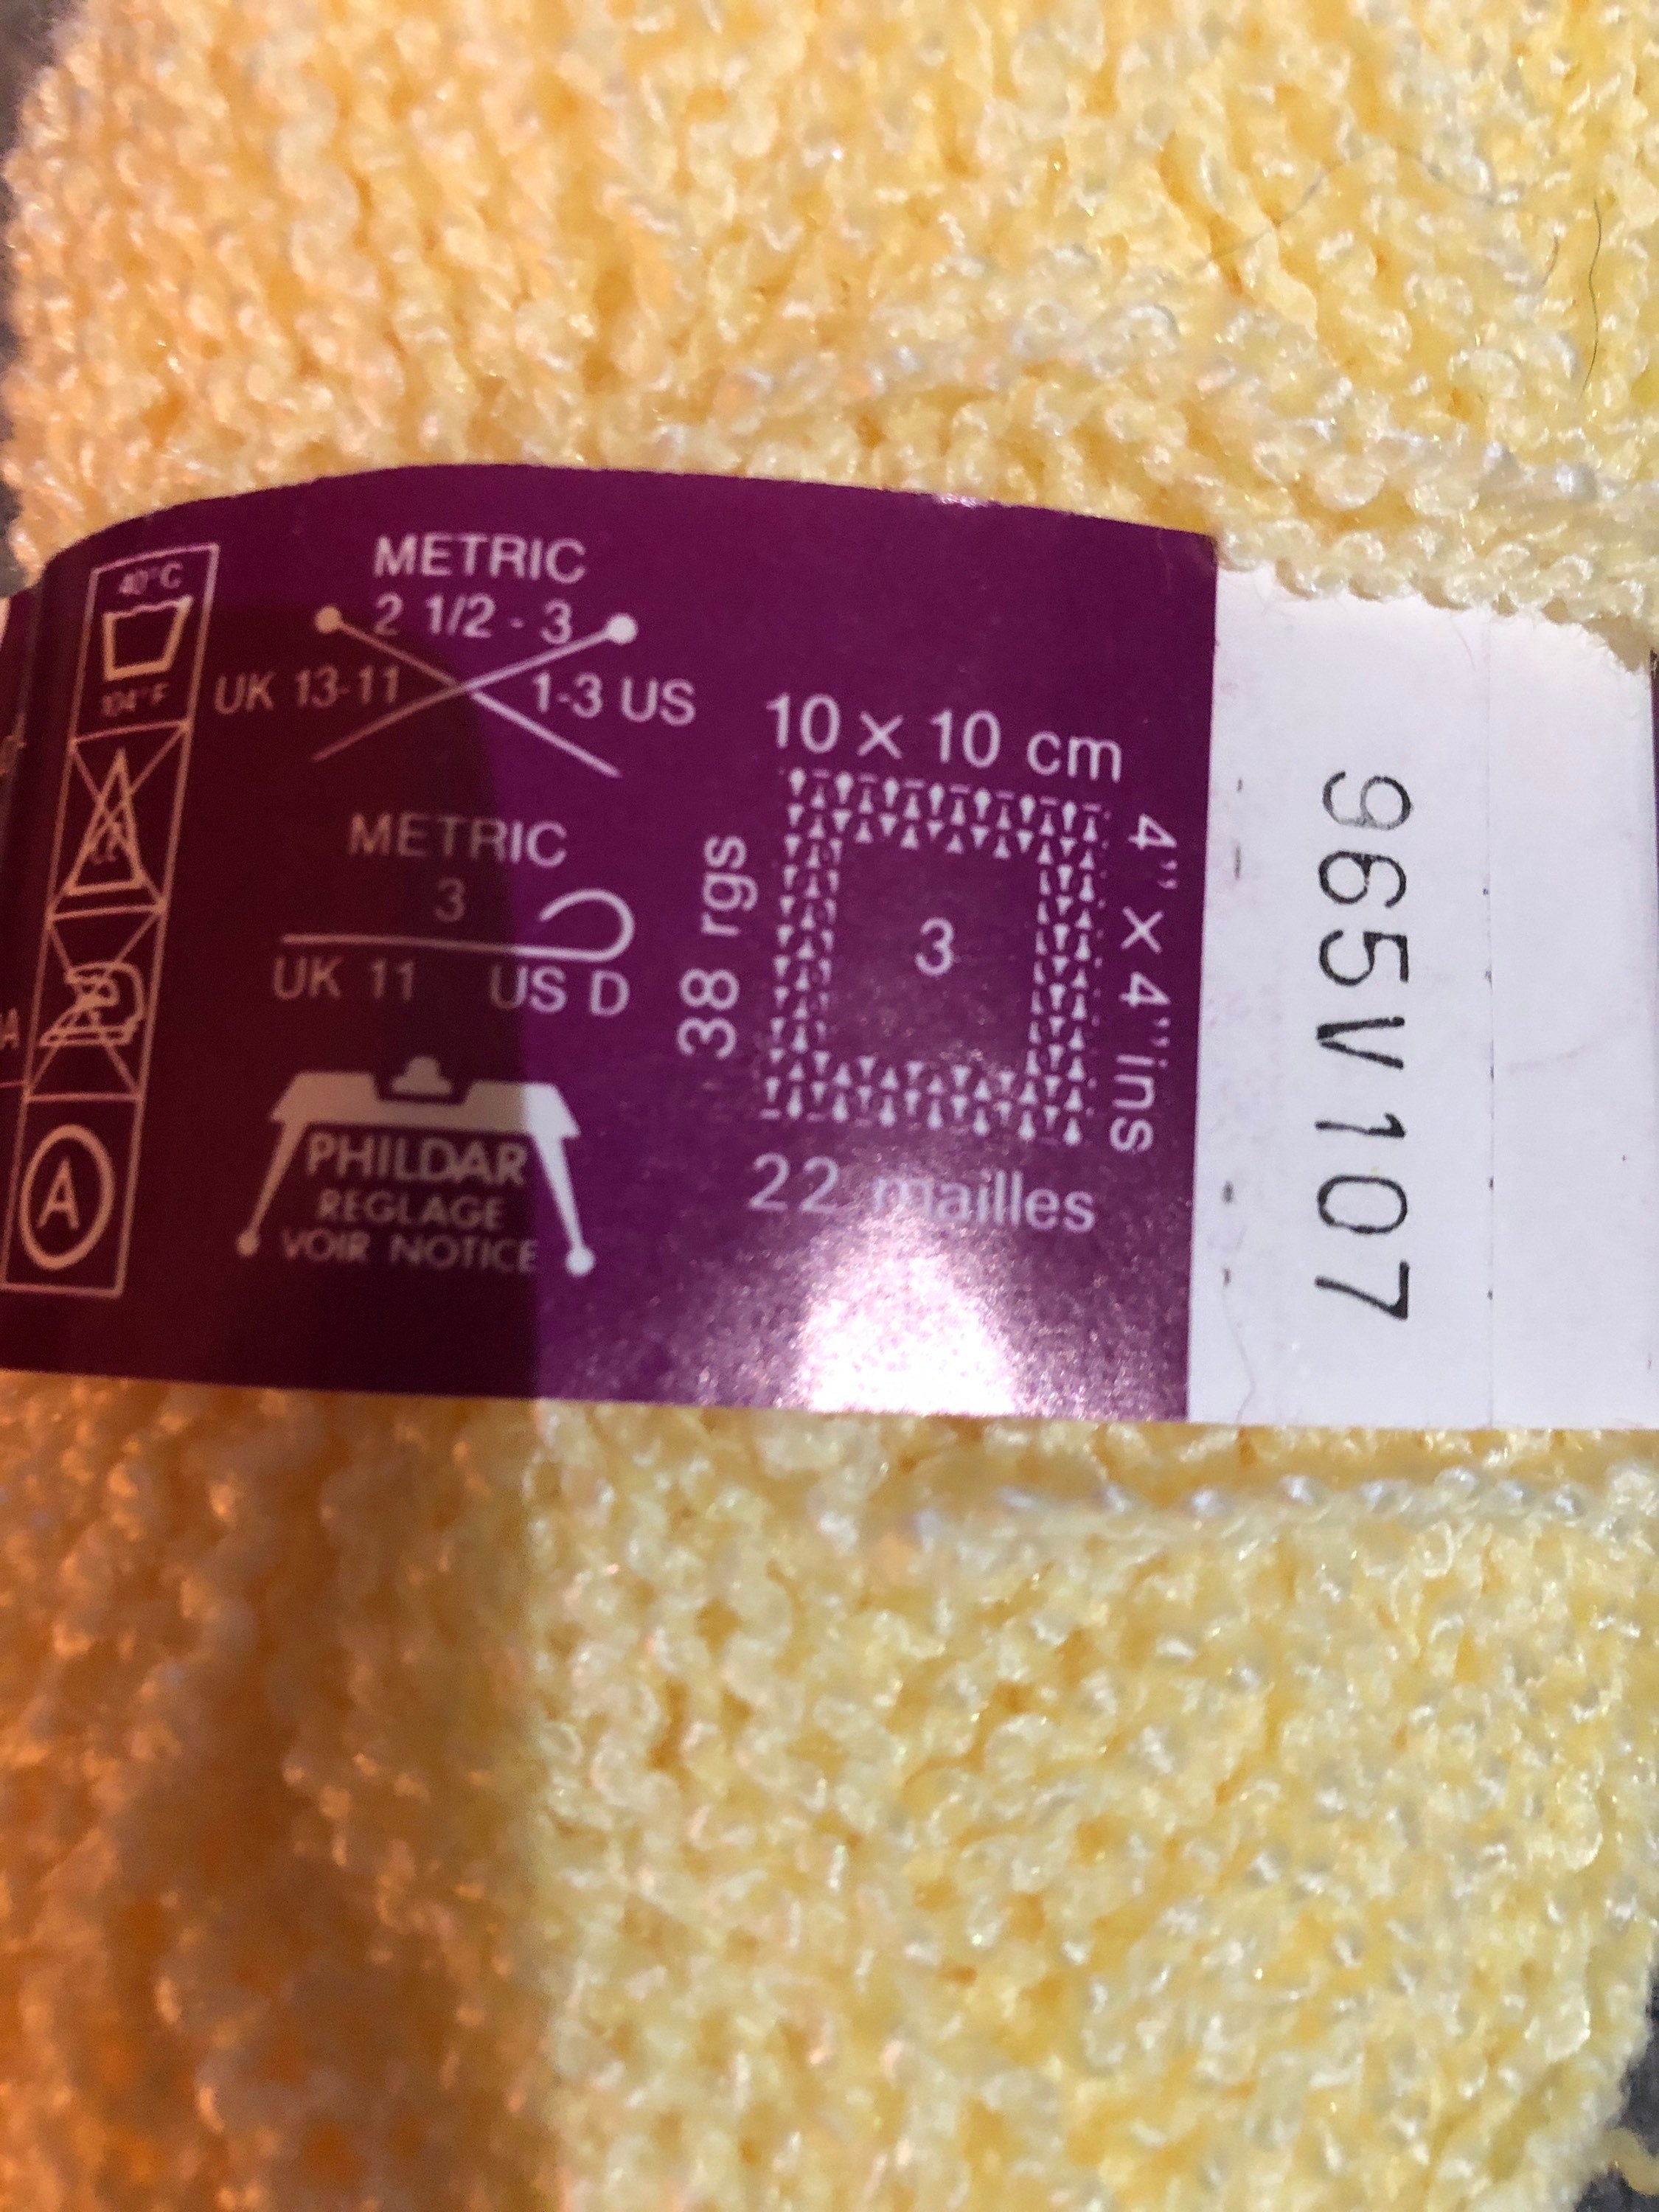 40°C
104°F
A
METRIC
2 1/2 - 3
UK 13-11
1-3 US
METRIC
3
UK 11 US D
PHILDAR
REGLAGE
VOIR NOTICE
10 x 10 cm
38 rgs
3
4'' x 4'' ins
22 mailles
965V107